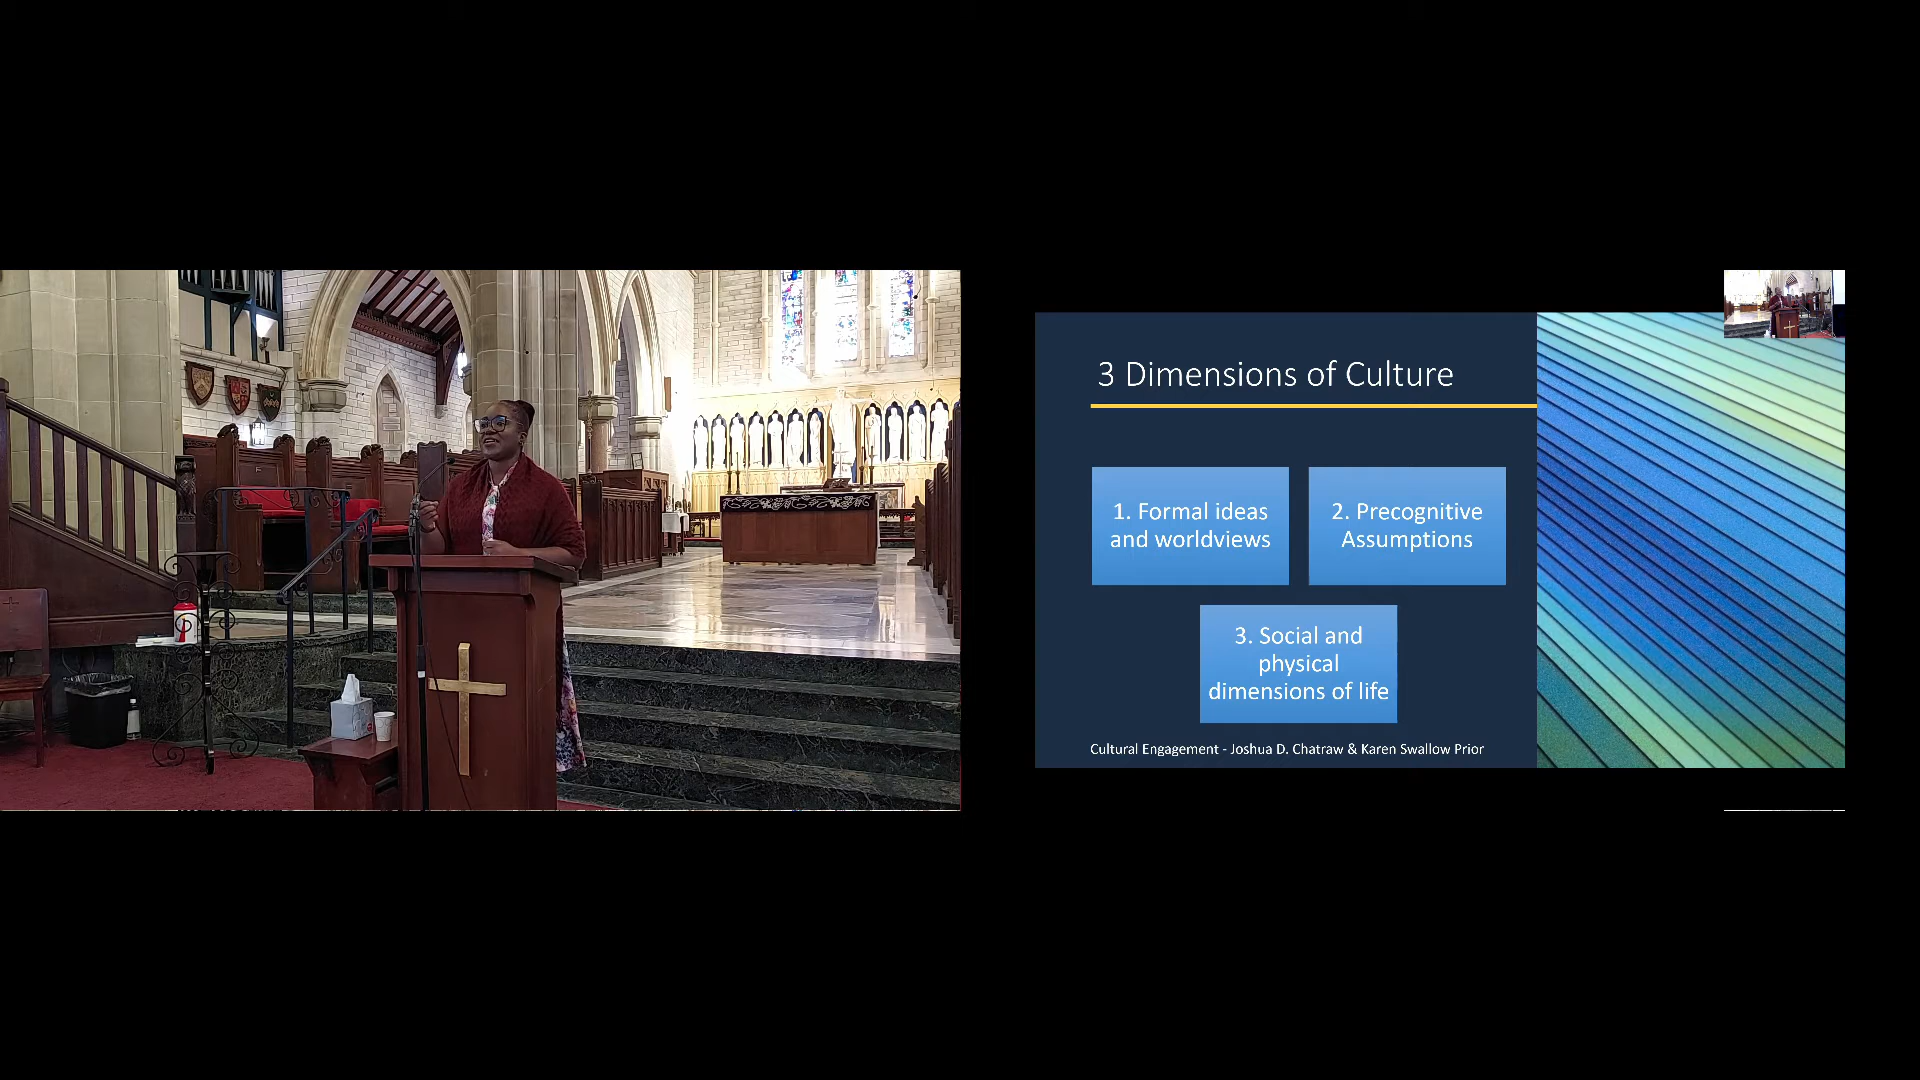 3 Dimensions of Culture
1. Formal ideas
and worldviews
2. Precognitive
Assumptions
3. Social and
physical
dimensions of life
Cultural Engagement - Joshua D. Chatraw & Karen Swallow Prior